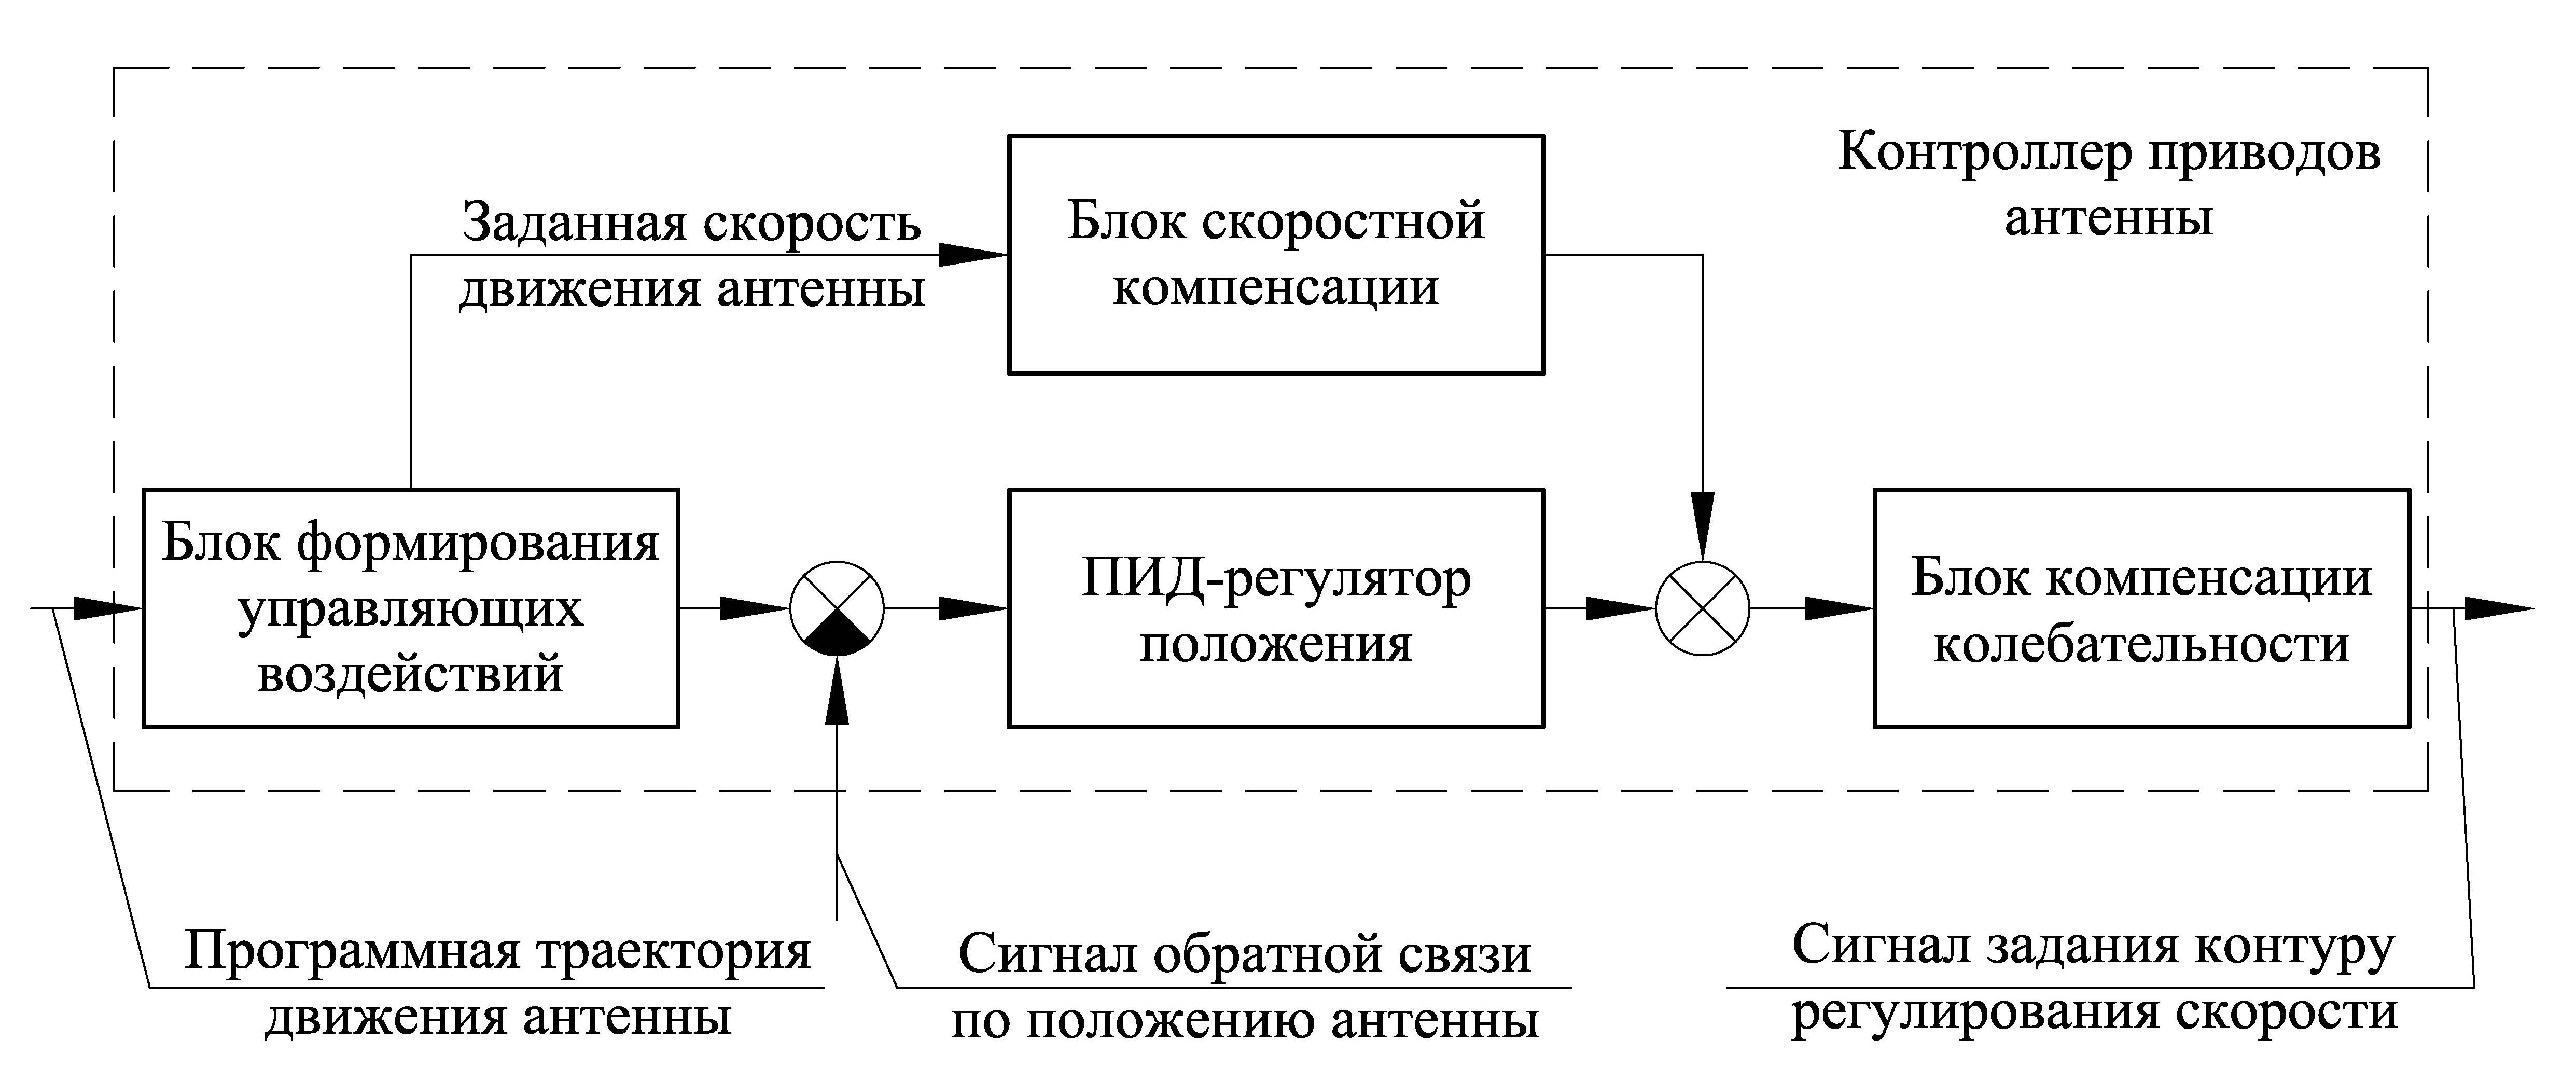 Контроллер приводов
антенны
Заданная скорость
движения антенны
Блок скоростной
компенсации
Блок формирования
управляющих
воздействий
ПИД-регулятор
положения
Блок компенсации
колебательности
Программная траектория
движения антенны
Сигнал обратной связи
по положению антенны
Сигнал задания контуру
регулирования скорости